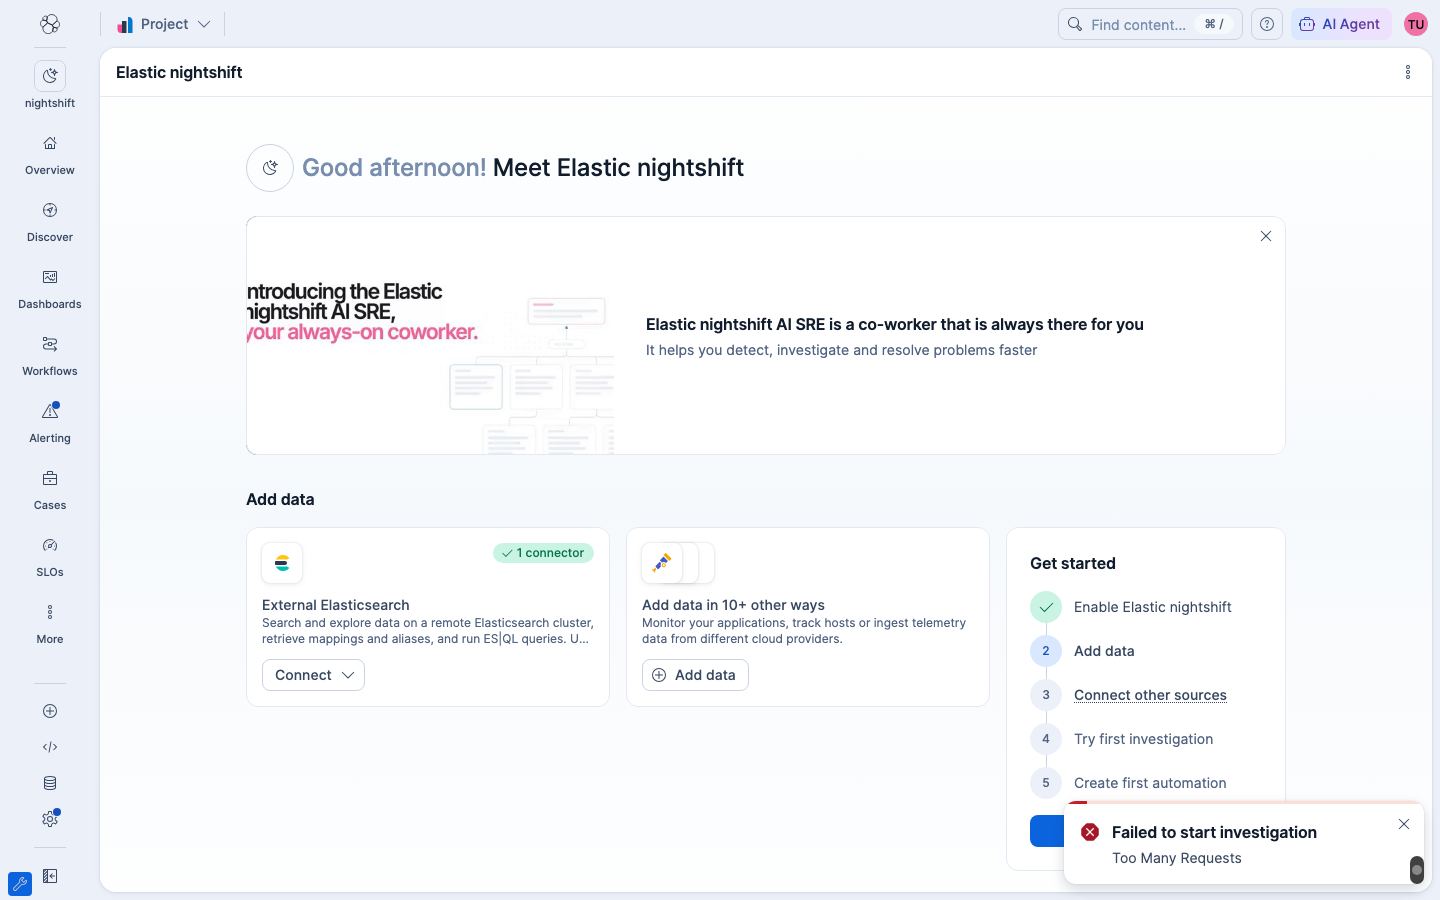 Project
Find content...
⌘ /
AI Agent
TU
Elastic nightshift
nightshift
Overview
Discover
Dashboards
Workflows
Alerting
Cases
SLOs
More
Good afternoon! Meet Elastic nightshift
ntroducing the Elastic
nightshift AI SRE,
your always-on coworker.
Elastic nightshift AI SRE is a co-worker that is always there for you
It helps you detect, investigate and resolve problems faster
Add data
1 connector
External Elasticsearch
Search and explore data on a remote Elasticsearch cluster,
retrieve mappings and aliases, and run ES|QL queries. U...
Connect
Add data in 10+ other ways
Monitor your applications, track hosts or ingest telemetry
data from different cloud providers.
Add data
Get started
Enable Elastic nightshift
2 Add data
3 Connect other sources
4 Try first investigation
5 Create first automation
Failed to start investigation
Too Many Requests